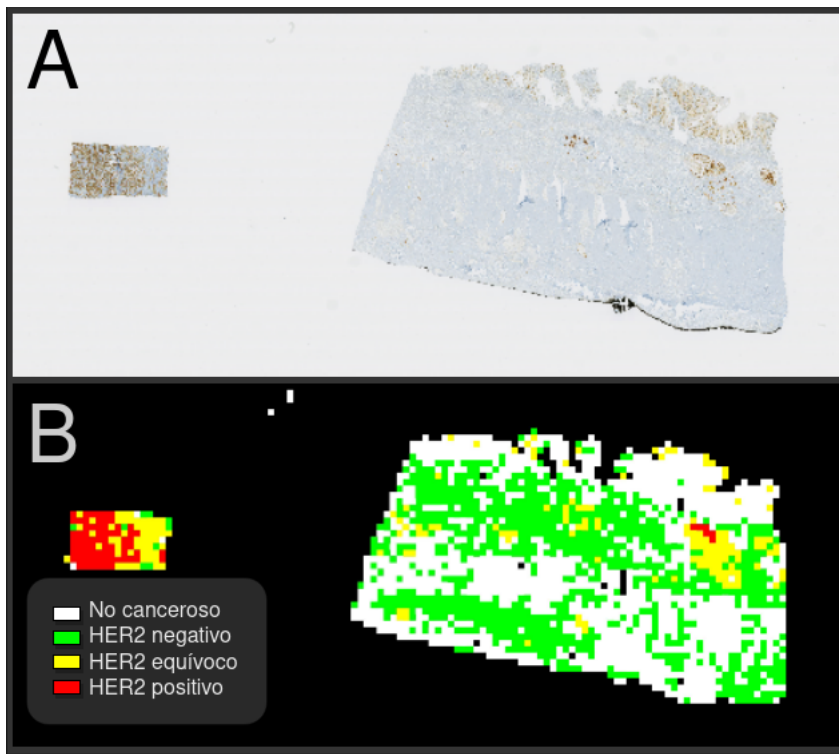 A
B
No canceroso
HER2 negativo
HER2 equívoco
HER2 positivo